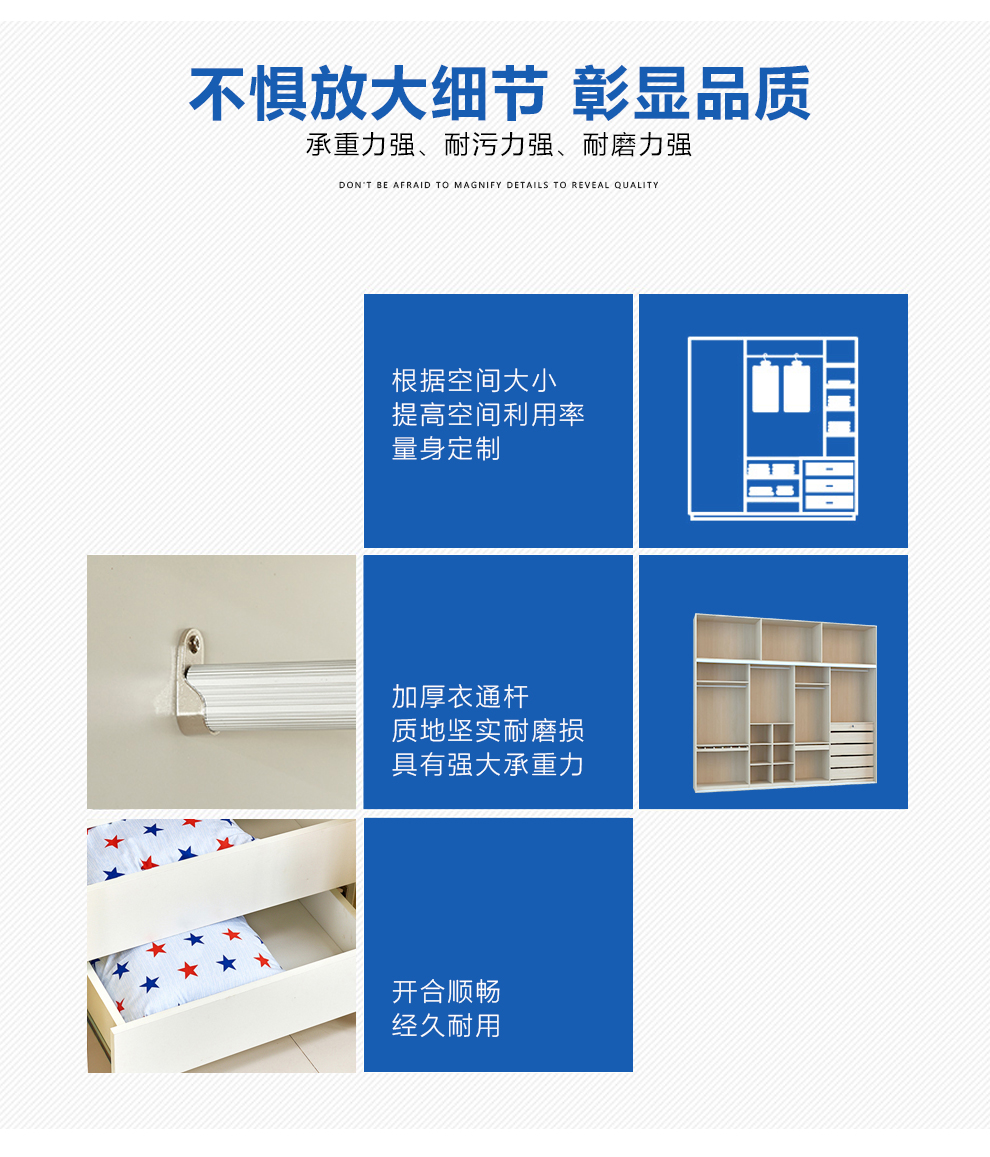 不惧放大细节 彰显品质
承重力强、耐污力强、耐磨力强
DON'T BE AFRAID TO MAGNIFY DETAILS TO REVEAL QUALITY
根据空间大小
提高空间利用率
量身定制
加厚衣通杆
质地坚实耐磨损
具有强大承重力
开合顺畅
经久耐用